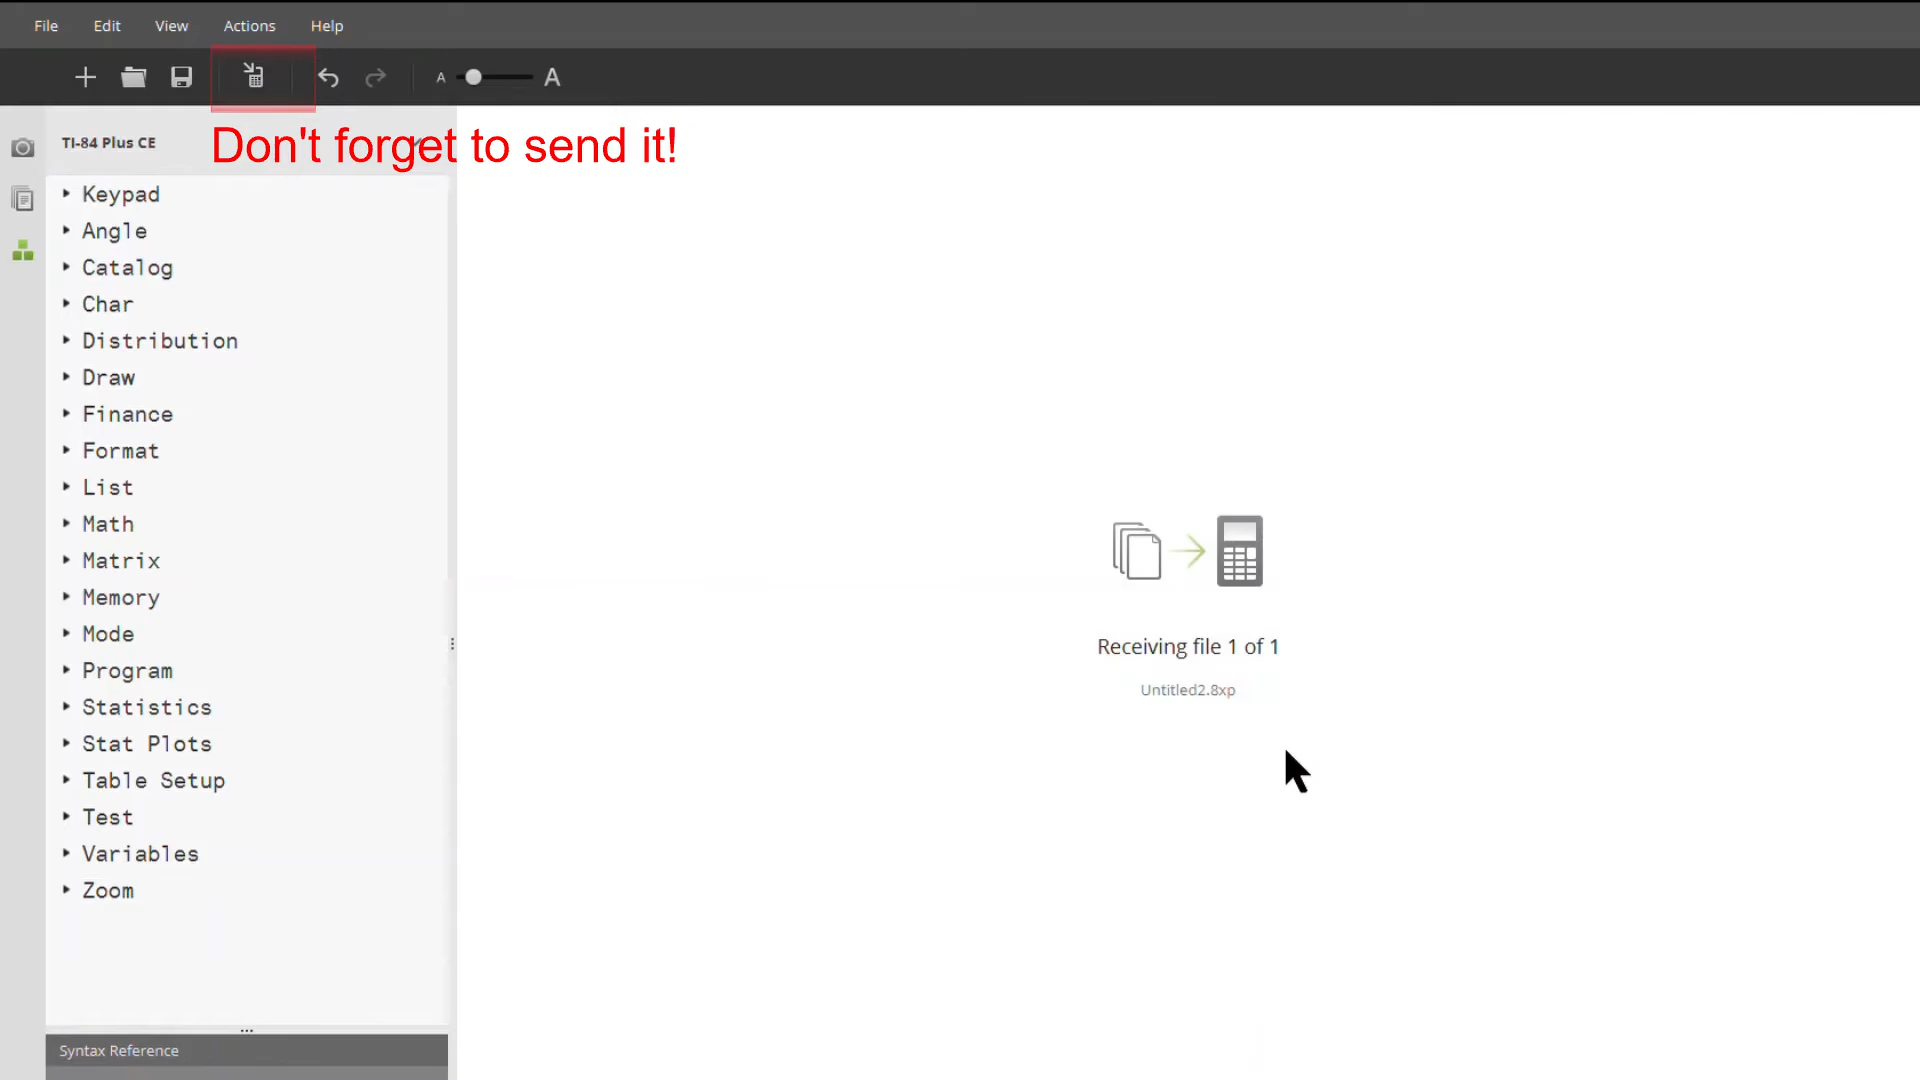 File Edit View Actions Help
A A
TI-84 Plus CE
Don't forget to send it!
Keypad
Angle
Catalog
Char
Distribution
Draw
Finance
Format
List
Math
Matrix
Memory
Mode
Program
Statistics
Stat Plots
Table Setup
Test
Variables
Zoom
Receiving file 1 of 1
Untitled2.8xp
Syntax Reference